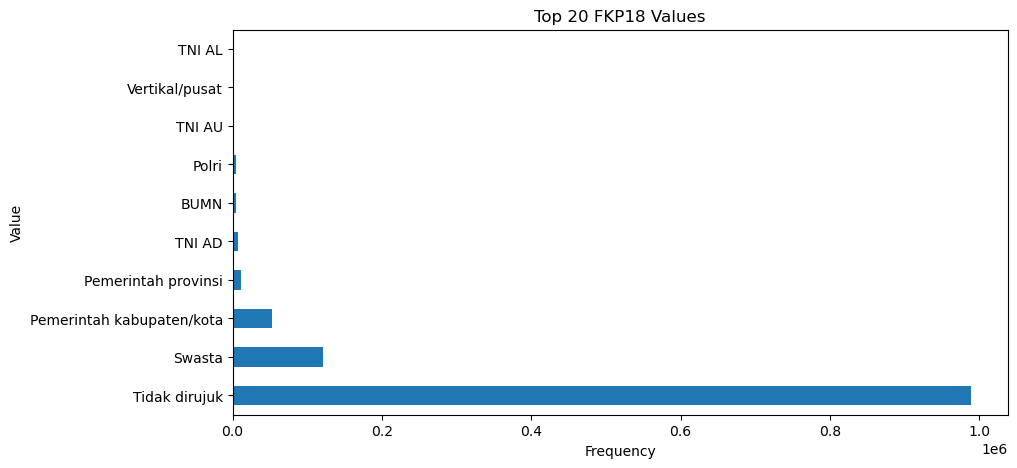 Top 20 FKP18 Values
Value
TNI AL
Vertikal/pusat
TNI AU
Polri
BUMN
TNI AD
Pemerintah provinsi
Pemerintah kabupaten/kota
Swasta
Tidak dirujuk
0.0 0.2 0.4 0.6 0.8 1.0
1e6
Frequency